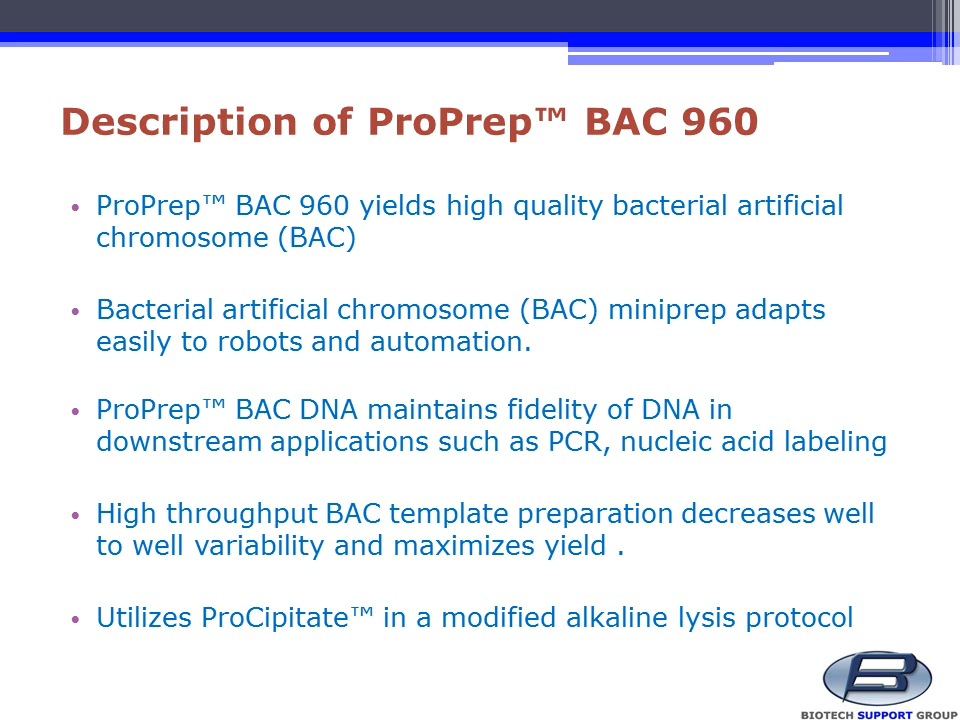 Description of ProPrep™ BAC 960
• ProPrep™ BAC 960 yields high quality bacterial artificial
chromosome (BAC)
• Bacterial artificial chromosome (BAC) miniprep adapts
easily to robots and automation.
• ProPrep™ BAC DNA maintains fidelity of DNA in
downstream applications such as PCR, nucleic acid labeling
• High throughput BAC template preparation decreases well
to well variability and maximizes yield .
• Utilizes ProCipitate™ in a modified alkaline lysis protocol
B
BIOTECH SUPPORT GROUP